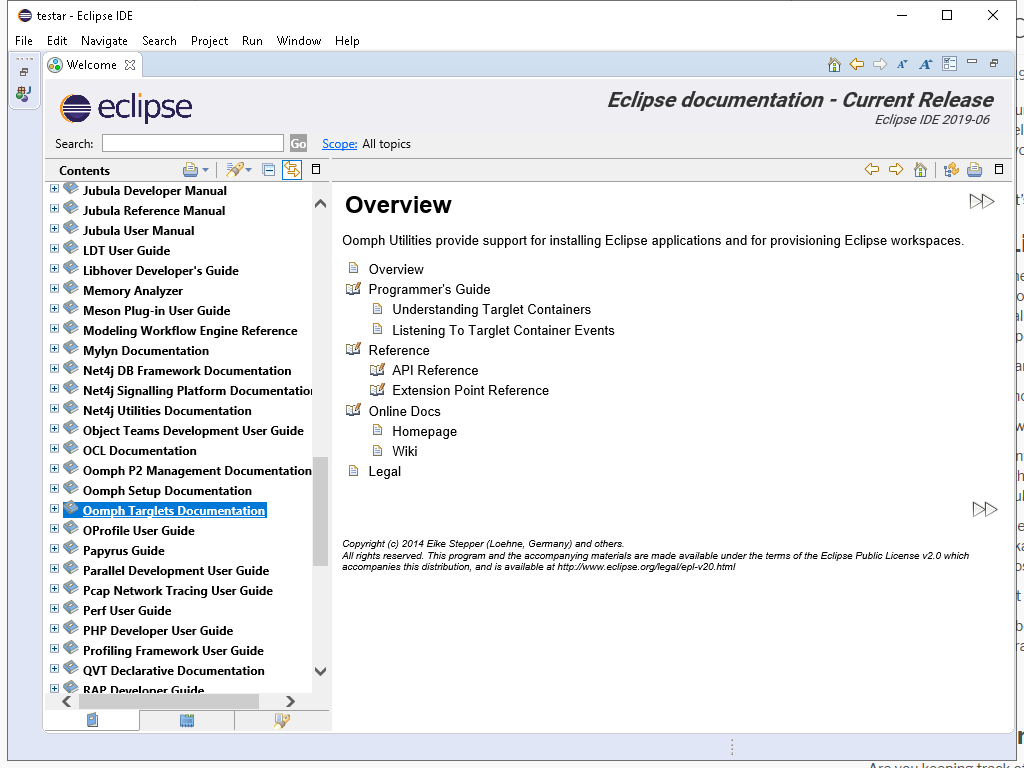 testar - Eclipse IDE
File Edit Navigate Search Project Run Window Help
Welcome
eclipse
Eclipse documentation - Current Release
Eclipse IDE 2019-06
Search: Go Scope: All topics
Contents
Jubula Developer Manual
Jubula Reference Manual
Jubula User Manual
LDT User Guide
Libhover Developer's Guide
Memory Analyzer
Meson Plug-in User Guide
Modeling Workflow Engine Reference
Mylyn Documentation
Net4j DB Framework Documentation
Net4j Signalling Platform Documentation
Net4j Utilities Documentation
Object Teams Development User Guide
OCL Documentation
Oomph P2 Management Documentation
Oomph Setup Documentation
Oomph Targlets Documentation
OProfile User Guide
Papyrus Guide
Parallel Development User Guide
Pcap Network Tracing User Guide
Perf User Guide
PHP Developer User Guide
Profiling Framework User Guide
QVT Declarative Documentation
RAP Developer Guide
Overview
Oomph Utilities provide support for installing Eclipse applications and for provisioning Eclipse workspaces.
Overview
Programmer's Guide
Understanding Targlet Containers
Listening To Targlet Container Events
Reference
API Reference
Extension Point Reference
Online Docs
Homepage
Wiki
Legal
Copyright (c) 2014 Eike Stepper (Loehne, Germany) and others.
All rights reserved. This program and the accompanying materials are made available under the terms of the Eclipse Public License v2.0 which
accompanies this distribution, and is available at http://www.eclipse.org/legal/epl-v20.html